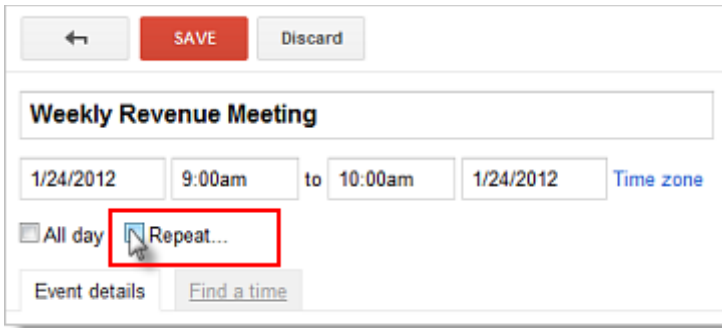 SAVE Discard
Weekly Revenue Meeting
1/24/2012 9:00am to 10:00am 1/24/2012 Time zone
All day Repeat...
Event details Find a time